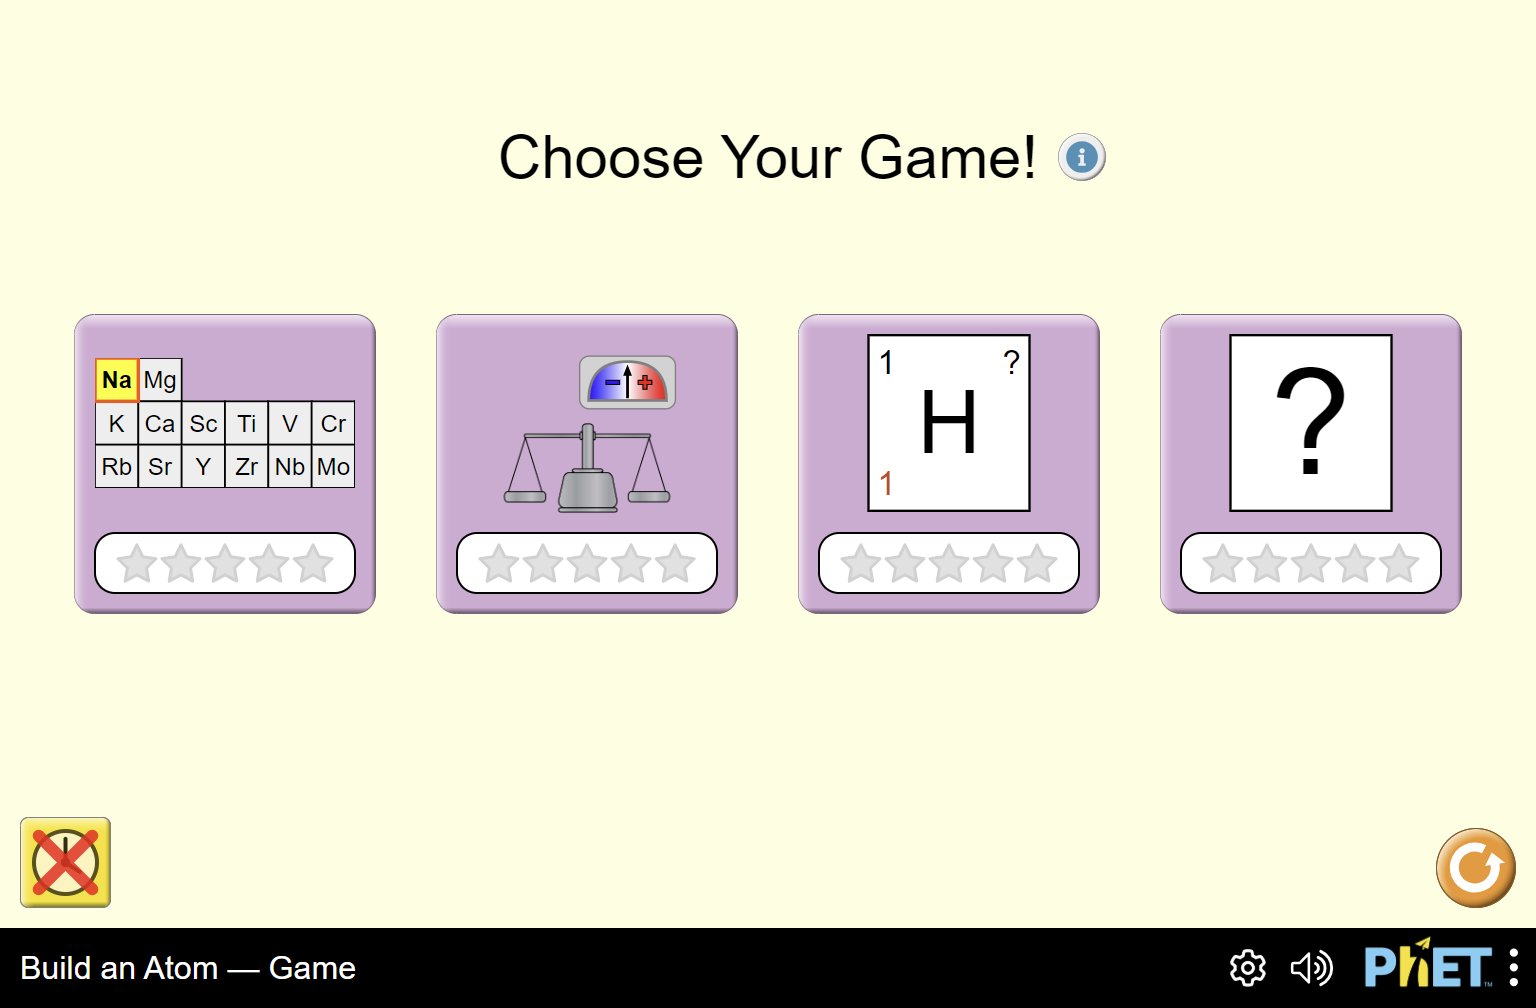 Choose Your Game!
Na Mg
K Ca Sc Ti V Cr
Rb Sr Y Zr Nb Mo
− +
1 ?
H
1
?
Build an Atom — Game
PhET™